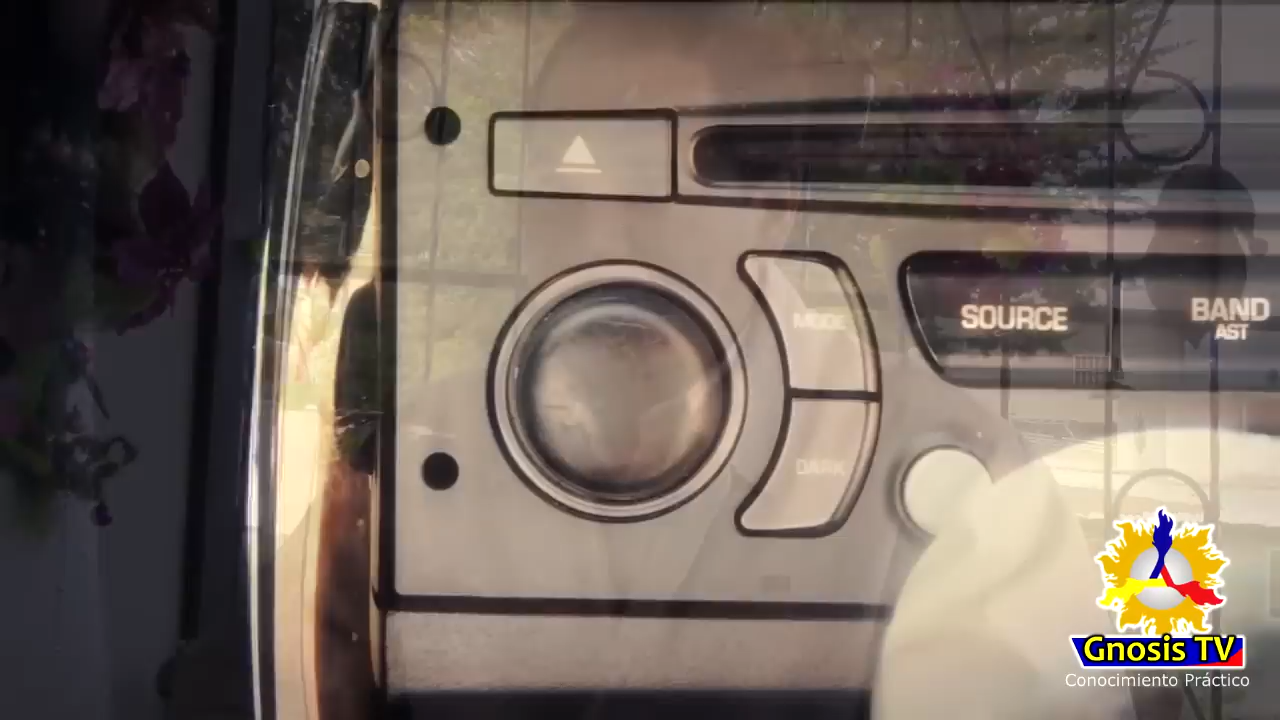 MODE
SOURCE
BAND
AST
DARK
Gnosis TV
Conocimiento Práctico